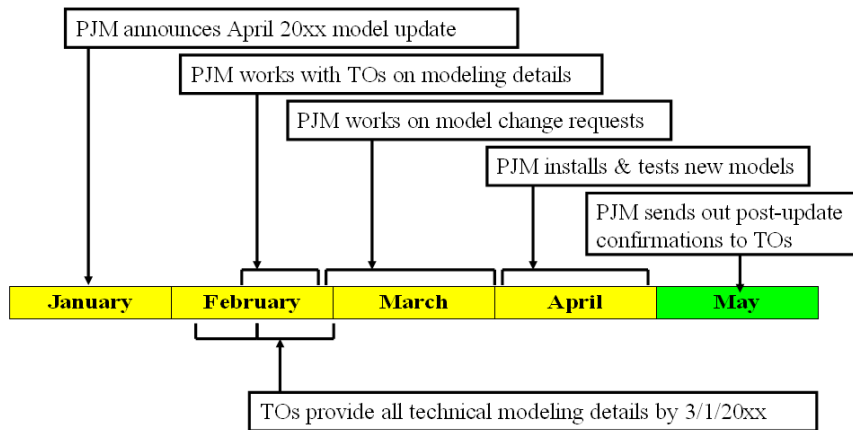 PJM announces April 20xx model update
PJM works with TOs on modeling details
PJM works on model change requests
PJM installs & tests new models
PJM sends out post-update
confirmations to TOs
January February March April May
TOs provide all technical modeling details by 3/1/20xx